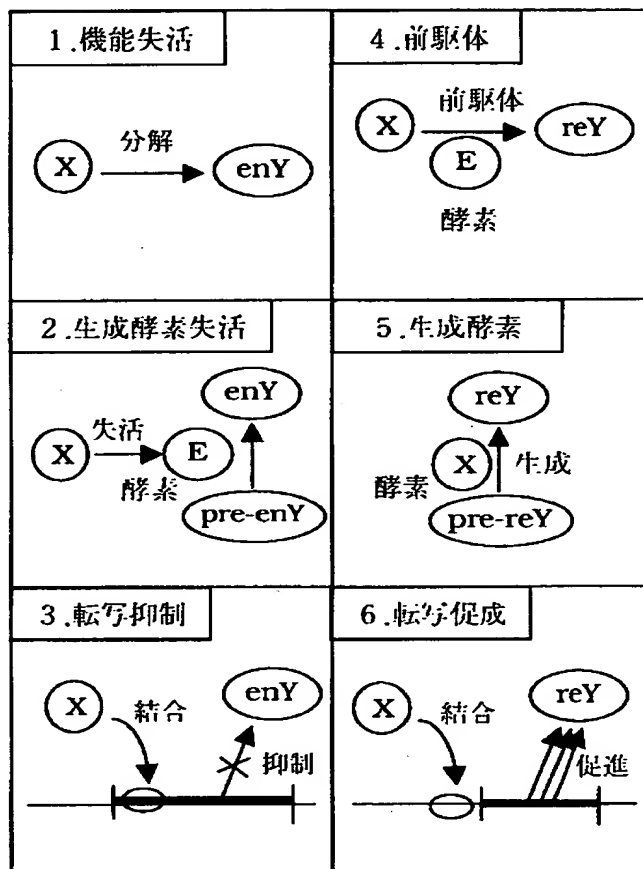 1.機能失活
分解
X
enY
4.前駆体
前駆体
X
reY
E
酵素
2.生成酵素失活
enY
失活
X
E
酵素
pre-enY
5.生成酵素
reY
X
生成
酵素
pre-reY
3.転写抑制
X
enY
結合
抑制
6.転写促成
X
reY
結合
促進